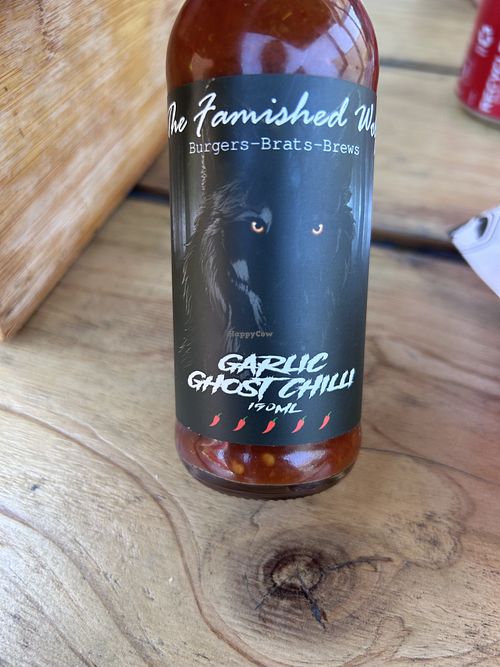 The Famished
Burgers-Brats-Brews
HappyCow
GARLIC
GHOST CHILLI
150ML